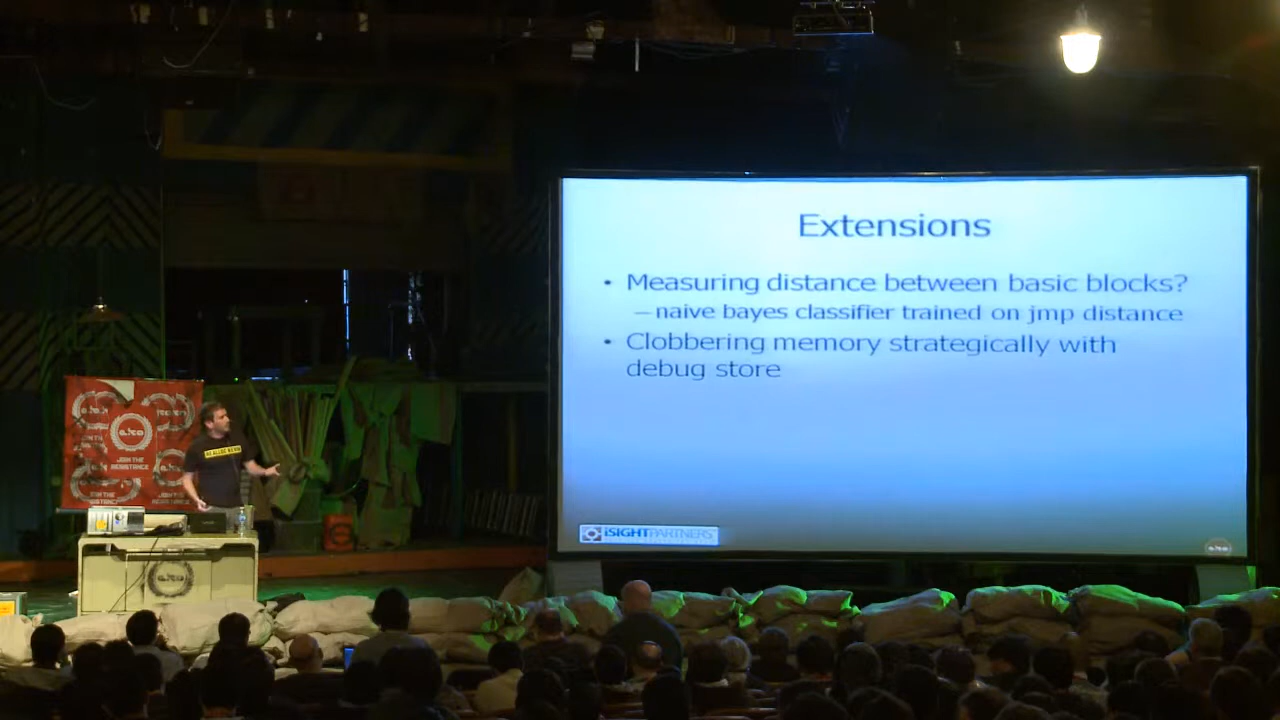 Extensions
• Measuring distance between basic blocks?
– naive bayes classifier trained on jmp distance
• Clobbering memory strategically with
debug store
iSIGHTPARTNERS
JOIN THE
RESISTANCE